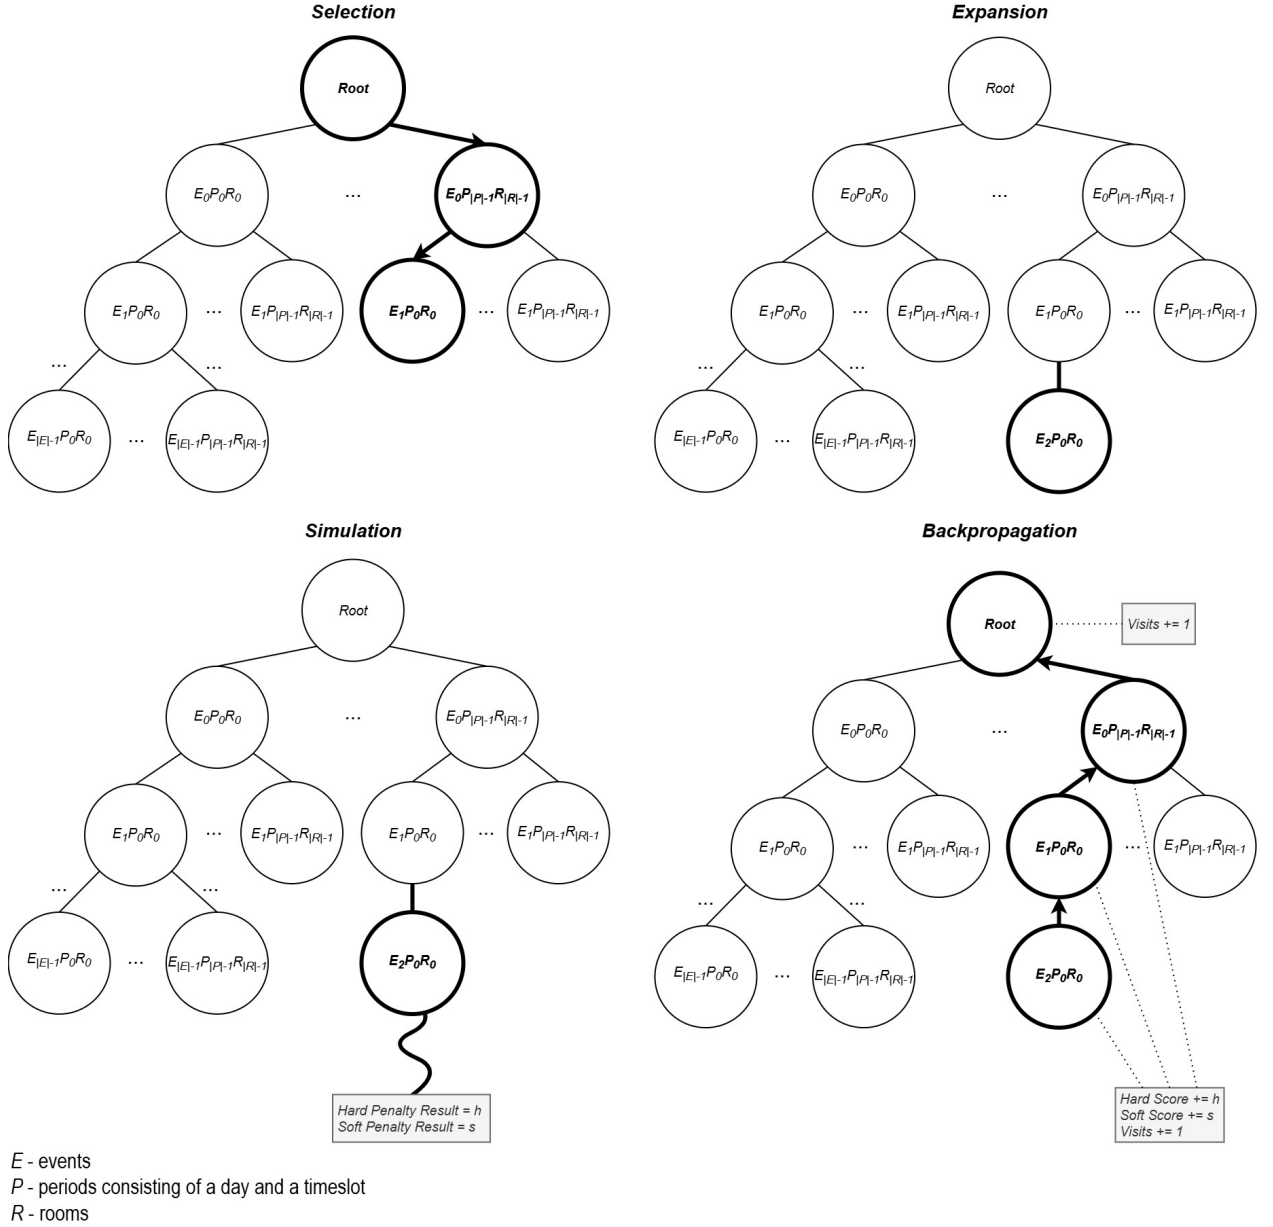 Selection
Root
E0P0R0
...
E0P|P|-1R|R|-1
E1P0R0
...
E1P|P|-1R|R|-1
E1P0R0
...
E1P|P|-1R|R|-1
...
...
E|E|-1P0R0
...
E|E|-1P|P|-1R|R|-1
Expansion
Root
E0P0R0
...
E0P|P|-1R|R|-1
E1P0R0
...
E1P|P|-1R|R|-1
E1P0R0
...
E1P|P|-1R|R|-1
...
...
E|E|-1P0R0
...
E|E|-1P|P|-1R|R|-1
E2P0R0
Simulation
Root
E0P0R0
...
E0P|P|-1R|R|-1
E1P0R0
...
E1P|P|-1R|R|-1
E1P0R0
...
E1P|P|-1R|R|-1
...
...
E|E|-1P0R0
...
E|E|-1P|P|-1R|R|-1
E2P0R0
Hard Penalty Result = h
Soft Penalty Result = s
Backpropagation
Root
Visits += 1
E0P0R0
...
E0P|P|-1R|R|-1
E1P0R0
...
E1P|P|-1R|R|-1
E1P0R0
...
E1P|P|-1R|R|-1
...
...
E|E|-1P0R0
...
E|E|-1P|P|-1R|R|-1
E2P0R0
Hard Score += h
Soft Score += s
Visits += 1
E - events
P - periods consisting of a day and a timeslot
R - rooms